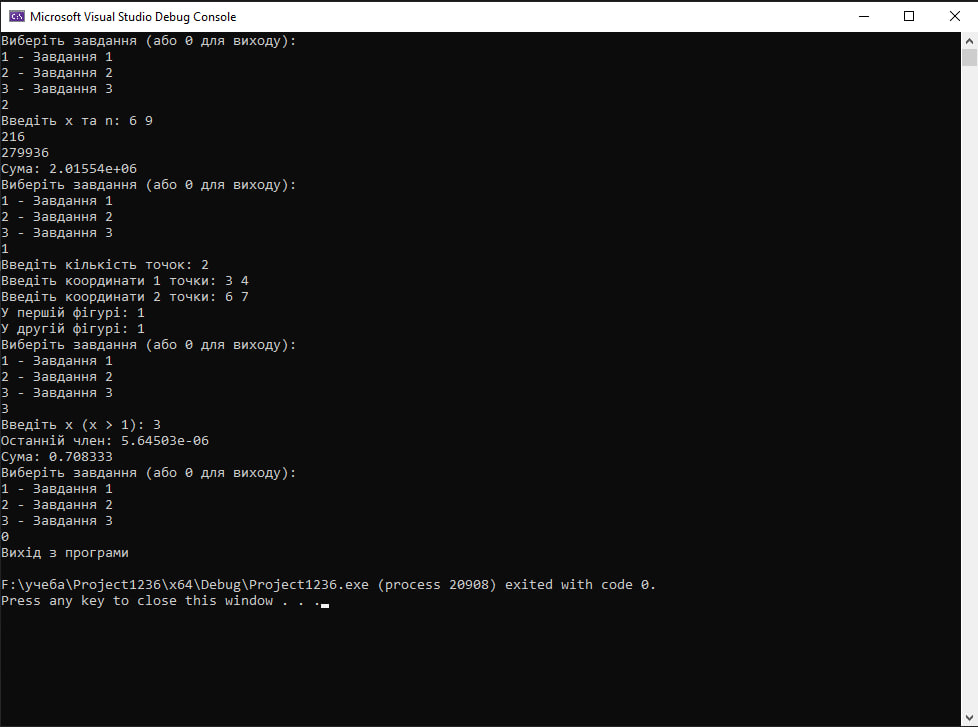 Microsoft Visual Studio Debug Console
Виберіть завдання (або 0 для виходу):
1 - Завдання 1
2 - Завдання 2
3 - Завдання 3
2
Введіть x та n: 6 9
216
279936
Сума: 2.01554e+06
Виберіть завдання (або 0 для виходу):
1 - Завдання 1
2 - Завдання 2
3 - Завдання 3
1
Введіть кількість точок: 2
Введіть координати 1 точки: 3 4
Введіть координати 2 точки: 6 7
У першій фігурі: 1
У другій фігурі: 1
Виберіть завдання (або 0 для виходу):
1 - Завдання 1
2 - Завдання 2
3 - Завдання 3
3
Введіть x (x > 1): 3
Останній член: 5.64503e-06
Сума: 0.708333
Виберіть завдання (або 0 для виходу):
1 - Завдання 1
2 - Завдання 2
3 - Завдання 3
0
Вихід з програми
F:\учеба\Project1236\x64\Debug\Project1236.exe (process 20908) exited with code 0.
Press any key to close this window . . .